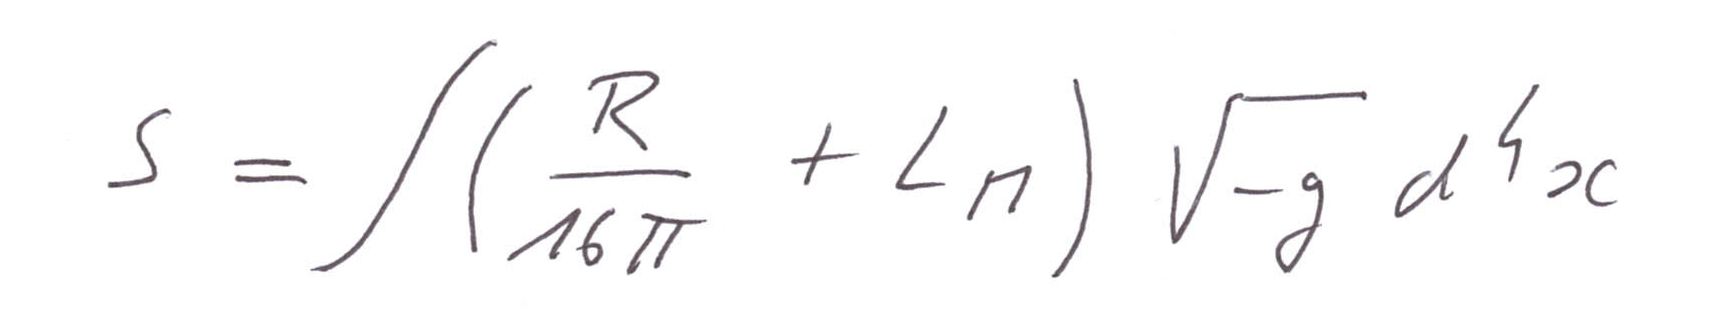 S = ∫ ( R / 16π + L_M ) √-g d⁴x